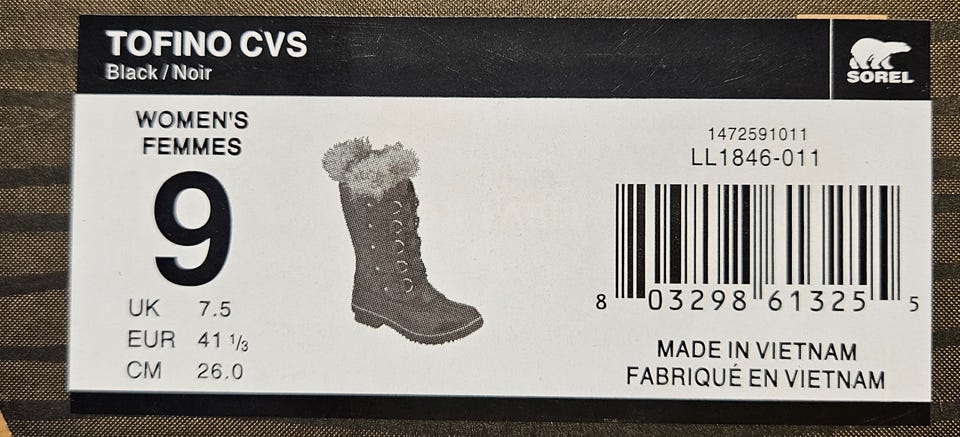 TOFINO CVS
Black / Noir
SOREL
WOMEN'S
FEMMES
9
UK 7.5
EUR 41 1/3
CM 26.0
1472591011
LL1846-011
8 03298 61325 5
MADE IN VIETNAM
FABRIQUÉ EN VIETNAM